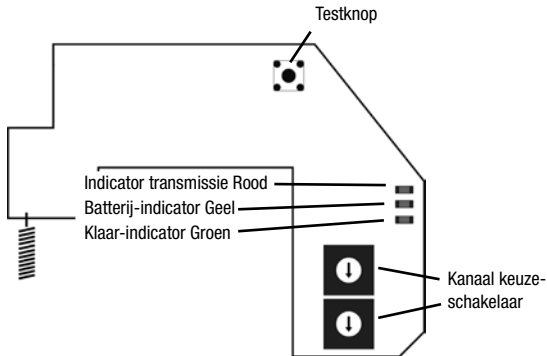 Testknop
Indicator transmissie Rood
Batterij-indicator Geel
Klaar-indicator Groen
Kanaal keuze-
schakelaar